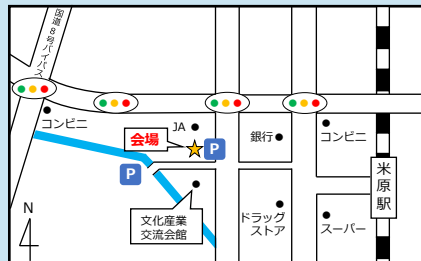 国道8号バイパス
コンビニ
JA
会場
P
銀行
コンビニ
P
米原駅
N
文化産業
交流会館
ドラッグ
ストア
スーパー